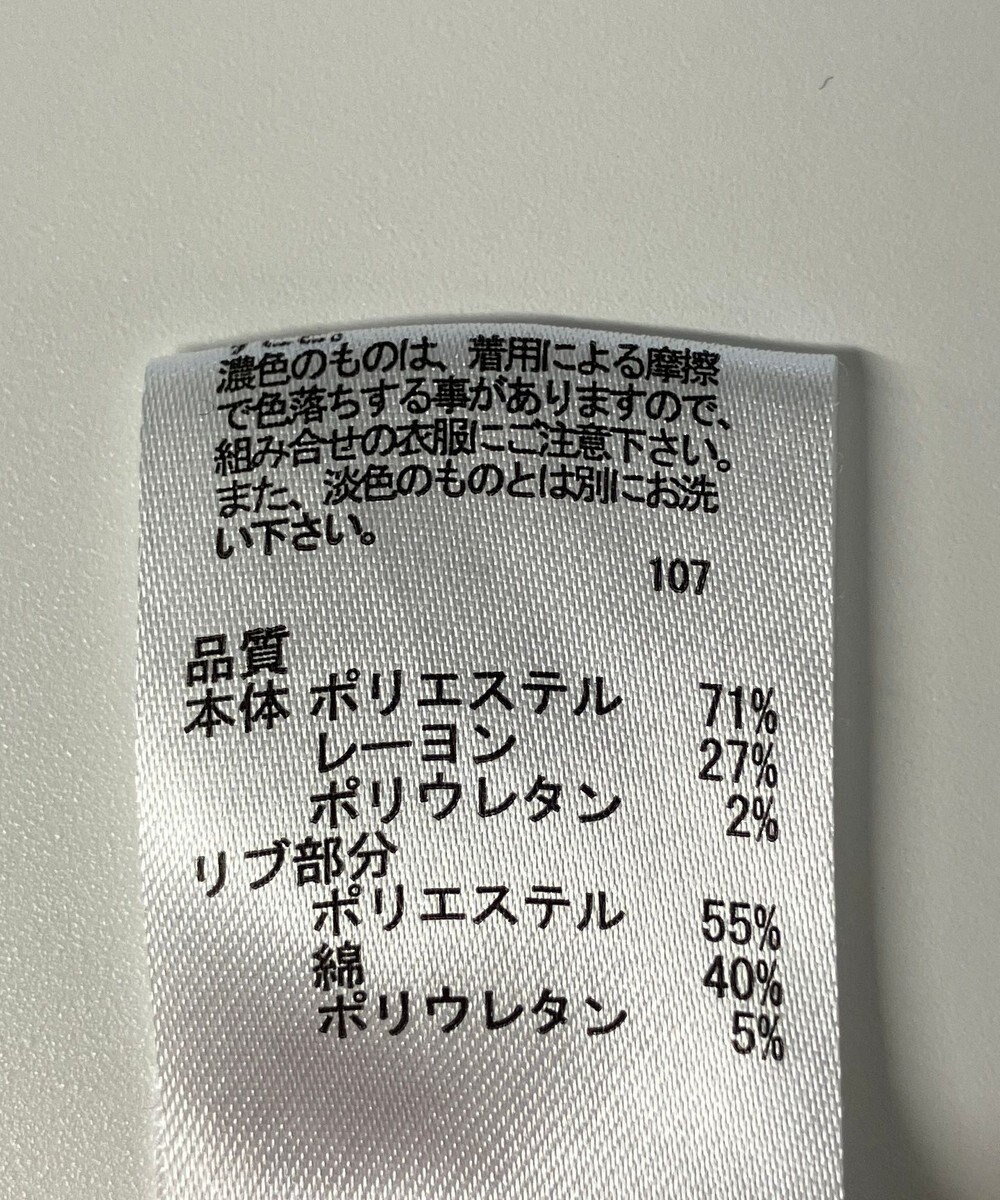 濃色のものは、着用による摩擦
で色落ちする事がありますので、
組み合せの衣服にご注意下さい。
また、淡色のものとは別にお洗
い下さい。
107
品質
本体 ポリエステル 71%
レーヨン 27%
ポリウレタン 2%
リブ部分
ポリエステル 55%
綿 40%
ポリウレタン 5%